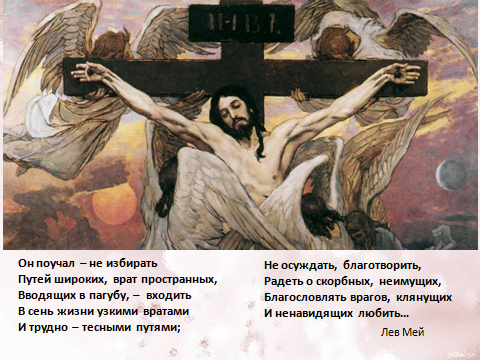 І.Н.В.І.
Он поучал – не избирать
Путей широких, врат пространных,
Вводящих в пагубу, – входить
В сень жизни узкими вратами
И трудно – тесными путями;
Не осуждать, благотворить,
Радеть о скорбных, неимущих,
Благословлять врагов, клянущих
И ненавидящих любить…
Лев Мей